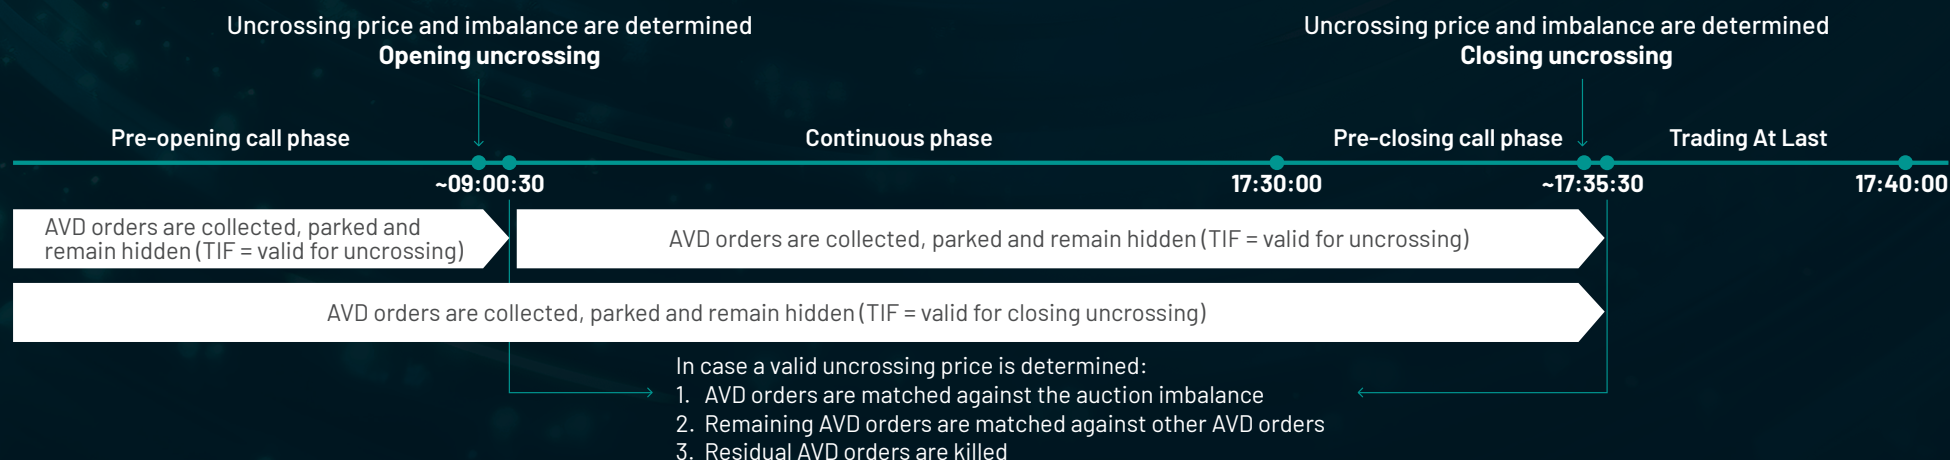 Uncrossing price and imbalance are determined
Opening uncrossing
Uncrossing price and imbalance are determined
Closing uncrossing
Pre-opening call phase
Continuous phase
Pre-closing call phase
Trading At Last
~09:00:30
17:30:00
~17:35:30
17:40:00
AVD orders are collected, parked and
remain hidden (TIF = valid for uncrossing)
AVD orders are collected, parked and remain hidden (TIF = valid for uncrossing)
AVD orders are collected, parked and remain hidden (TIF = valid for closing uncrossing)
In case a valid uncrossing price is determined:
1. AVD orders are matched against the auction imbalance
2. Remaining AVD orders are matched against other AVD orders
3. Residual AVD orders are killed